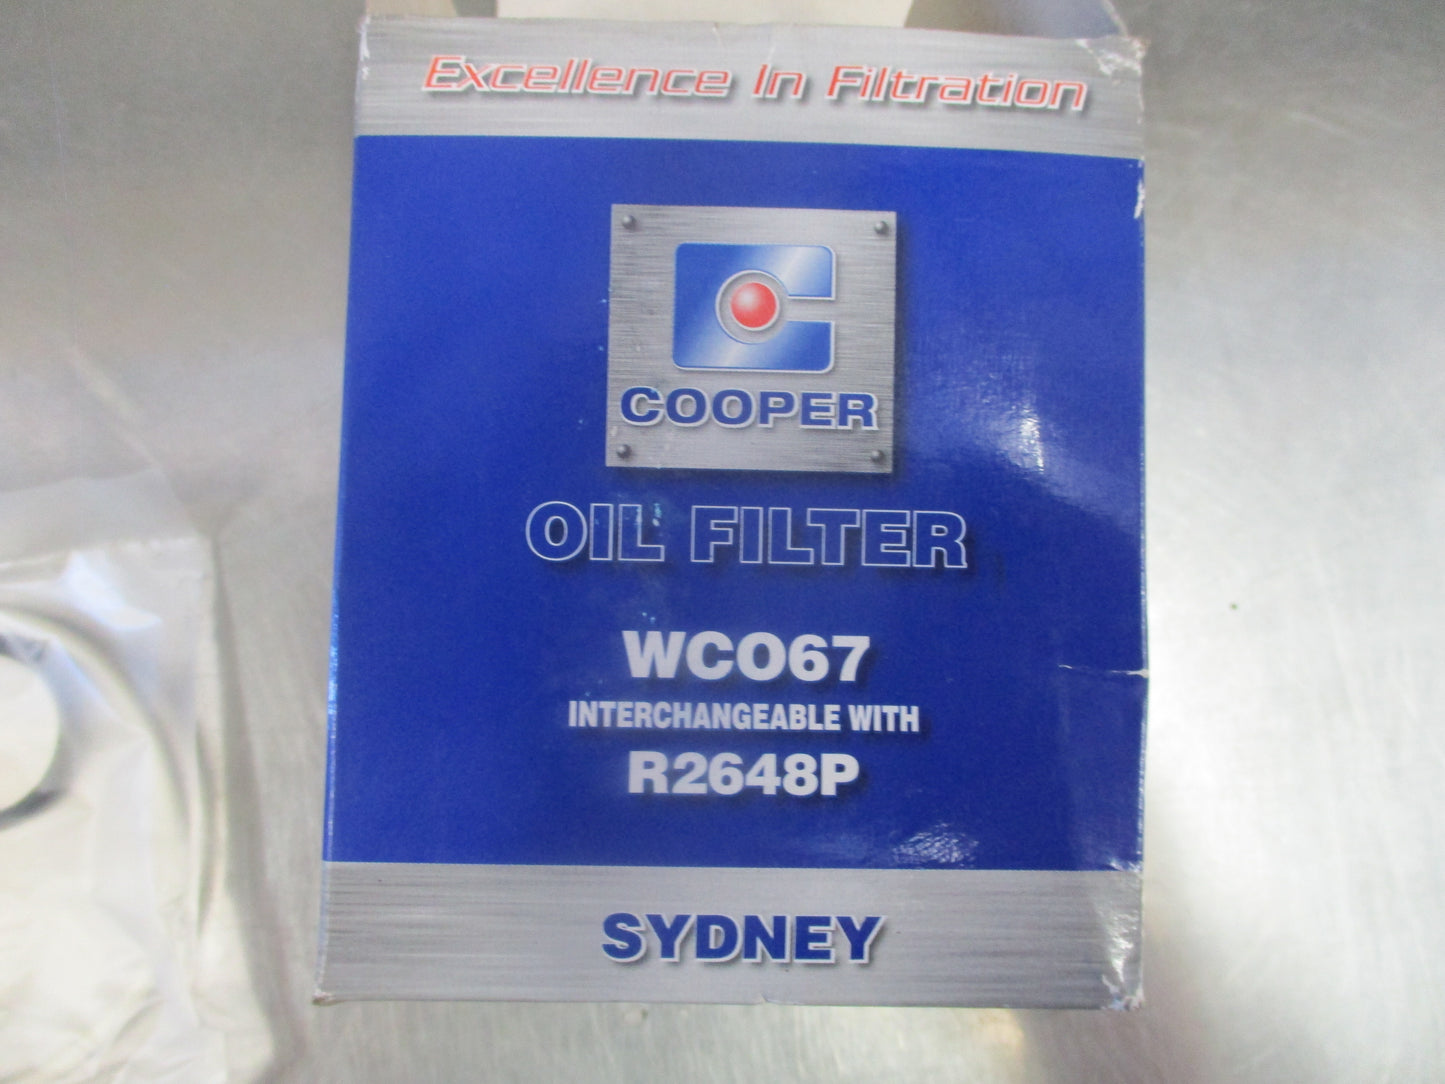 Excellence In Filtration
COOPER
OIL FILTER
WCO67
INTERCHANGEABLE WITH
R2648P
SYDNEY